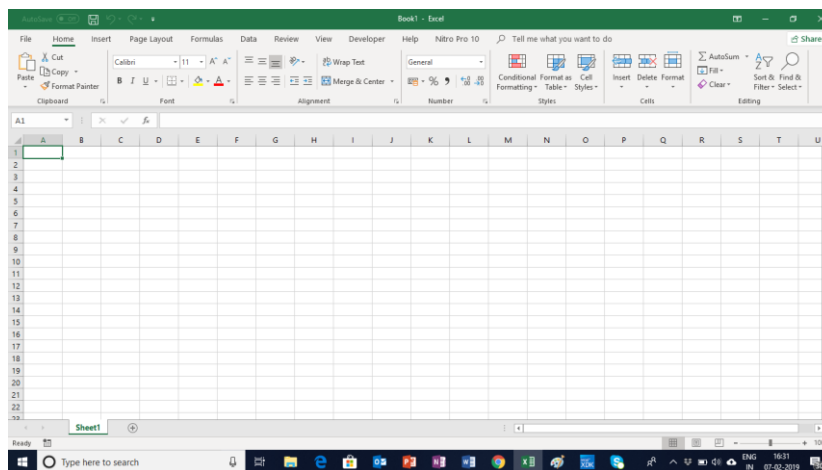 AutoSave Off Book1 - Excel
File Home Insert Page Layout Formulas Data Review View Developer Help Nitro Pro 10 Tell me what you want to do Share
Paste
Cut
Copy
Format Painter
Clipboard
Calibri 11
B I U
Font
Wrap Text
Merge & Center
Alignment
General
Number
Conditional Formatting
Format as Table
Cell Styles
Styles
Insert Delete Format
Cells
AutoSum
Fill
Clear
Sort & Filter
Find & Select
Editing
A1
fx
A B C D E F G H I J K L M N O P Q R S T U
1
2
3
4
5
6
7
8
9
10
11
12
13
14
15
16
17
18
19
20
21
22
23
Sheet1
Ready
Type here to search
ENG
IN
16:31
07-02-2019